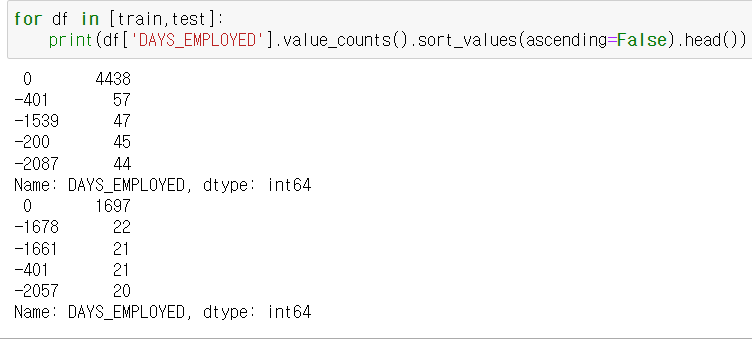 for df in [train,test]:
    print(df['DAYS_EMPLOYED'].value_counts().sort_values(ascending=False).head())
 0       4438
-401       57
-1539      47
-200       45
-2087      44
Name: DAYS_EMPLOYED, dtype: int64
 0       1697
-1678      22
-1661      21
-401       21
-2057      20
Name: DAYS_EMPLOYED, dtype: int64